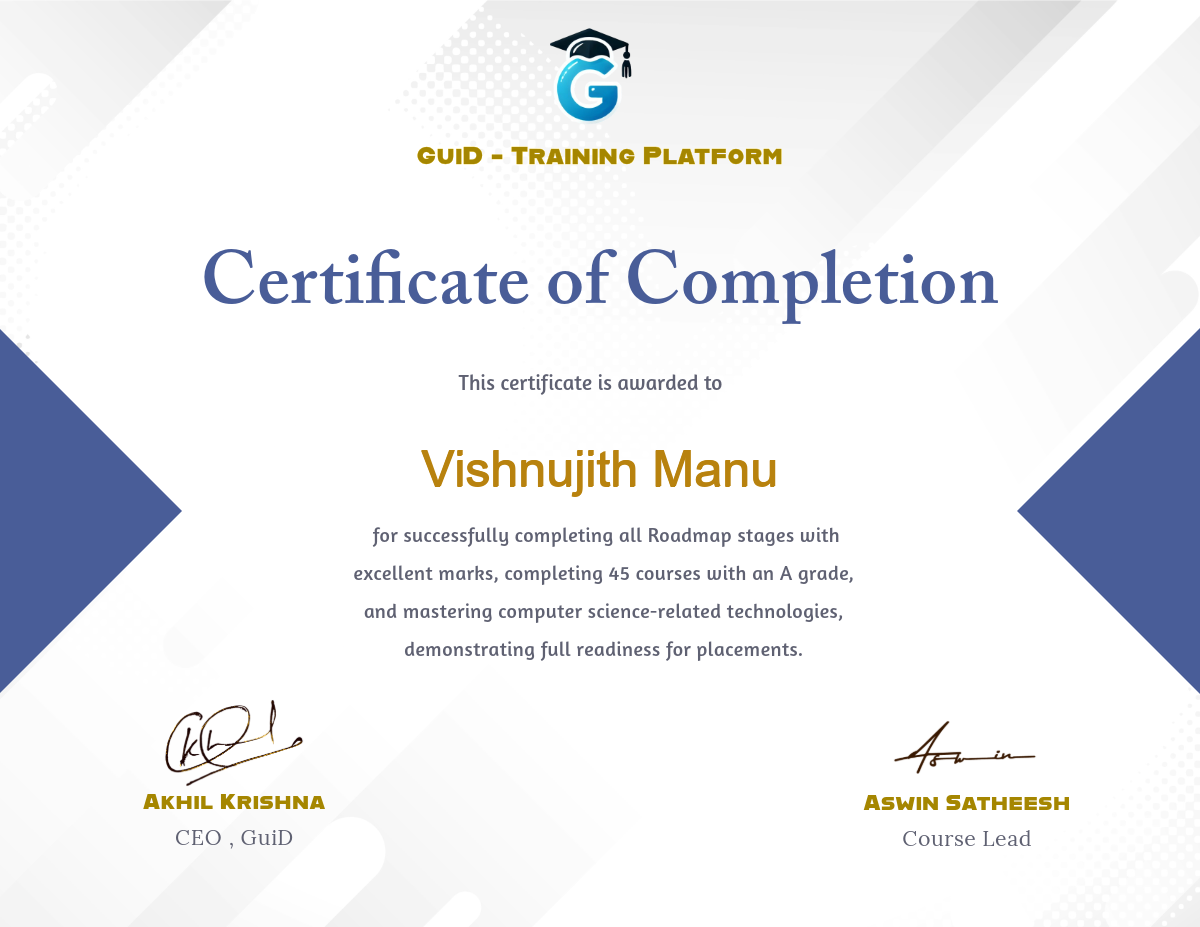 G
GuiD - Training Platform
Certificate of Completion
This certificate is awarded to
Vishnujith Manu
for successfully completing all Roadmap stages with
excellent marks, completing 45 courses with an A grade,
and mastering computer science-related technologies,
demonstrating full readiness for placements.
Aswin
Akhil Krishna
Aswin Satheesh
CEO , GuiD
Course Lead